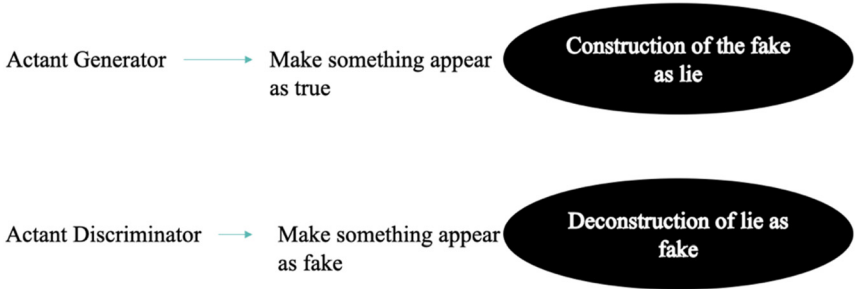 Actant Generator
Make something appear
as true
Construction of the fake
as lie
Actant Discriminator
Make something appear
as fake
Deconstruction of lie as
fake